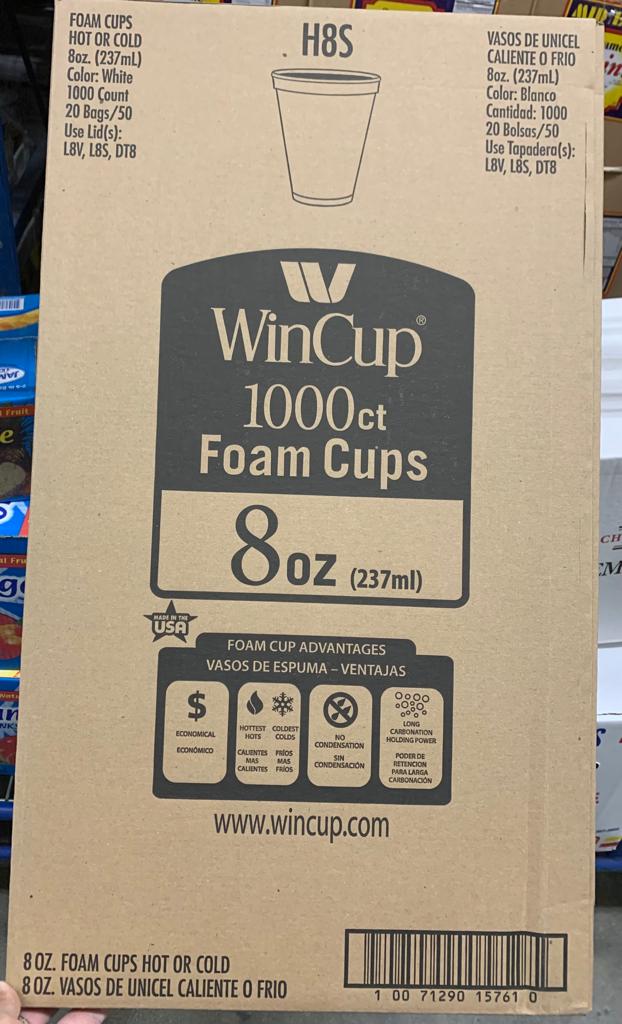 FOAM CUPS
HOT OR COLD
8oz. (237mL)
Color: White
1000 Count
20 Bags/50
Use Lid(s):
L8V, L8S, DT8
H8S
VASOS DE UNICEL
CALIENTE O FRIO
8oz. (237mL)
Color: Blanco
Cantidad: 1000
20 Bolsas/50
Use Tapadera(s):
L8V, L8S, DT8
WinCup®
1000ct
Foam Cups
8oz (237ml)
MADE IN THE
USA
FOAM CUP ADVANTAGES
VASOS DE ESPUMA – VENTAJAS
$
ECONOMICAL
ECONÓMICO
HOTTEST
HOTS
CALIENTES
MAS
CALIENTES
COLDEST
COLDS
FRÍOS
MAS
FRÍOS
NO
CONDENSATION
SIN
CONDENSACIÓN
LONG
CARBONATION
HOLDING POWER
PODER DE
RETENCION
PARA LARGA
CARBONACIÓN
www.wincup.com
8 OZ. FOAM CUPS HOT OR COLD
8 OZ. VASOS DE UNICEL CALIENTE O FRIO
1 00 71290 15761 0
Fruit